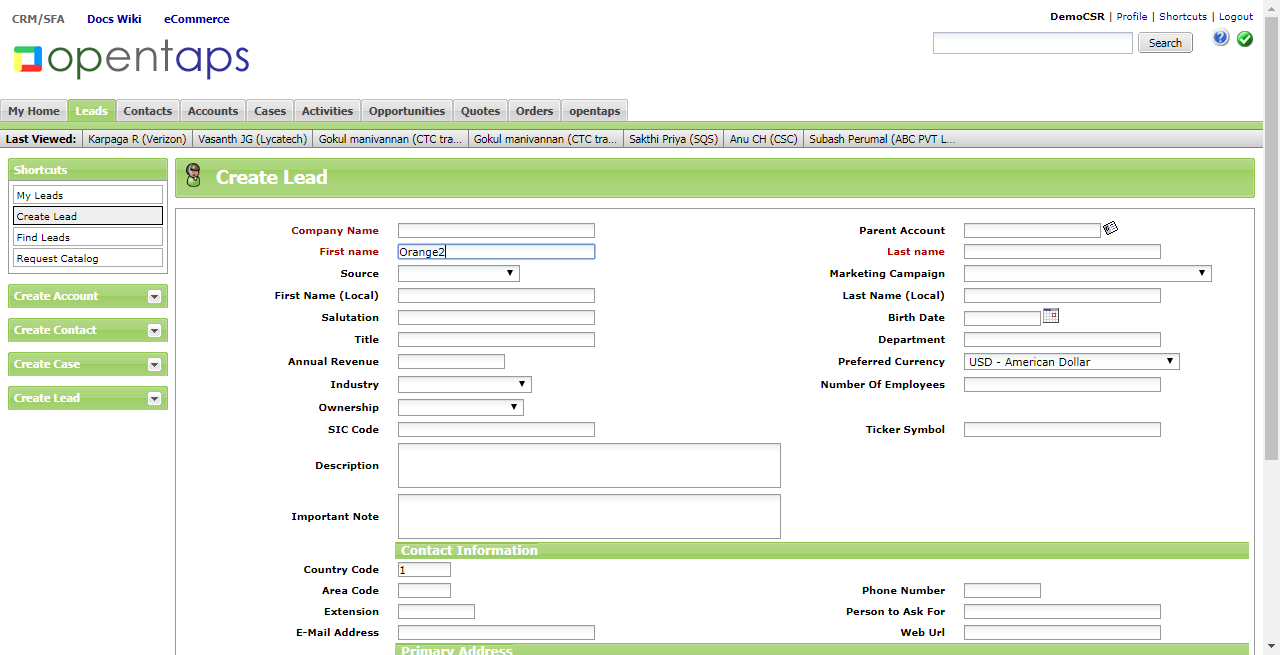 CRM/SFA Docs Wiki eCommerce
DemoCSR | Profile | Shortcuts | Logout
opentaps
Search
My Home Leads Contacts Accounts Cases Activities Opportunities Quotes Orders opentaps
Last Viewed: Karpaga R (Verizon) Vasanth JG (Lycatech) Gokul manivannan (CTC tra... Gokul manivannan (CTC tra... Sakthi Priya (SQS) Anu CH (CSC) Subash Perumal (ABC PVT L...
Shortcuts
My Leads
Create Lead
Find Leads
Request Catalog
Create Account
Create Contact
Create Case
Create Lead
Create Lead
Company Name Parent Account
First name Orange2 Last name
Source Marketing Campaign
First Name (Local) Last Name (Local)
Salutation Birth Date
Title Department
Annual Revenue Preferred Currency USD - American Dollar
Industry Number Of Employees
Ownership
SIC Code Ticker Symbol
Description
Important Note
Contact Information
Country Code 1
Area Code Phone Number
Extension Person to Ask For
E-Mail Address Web Url
Primary Address